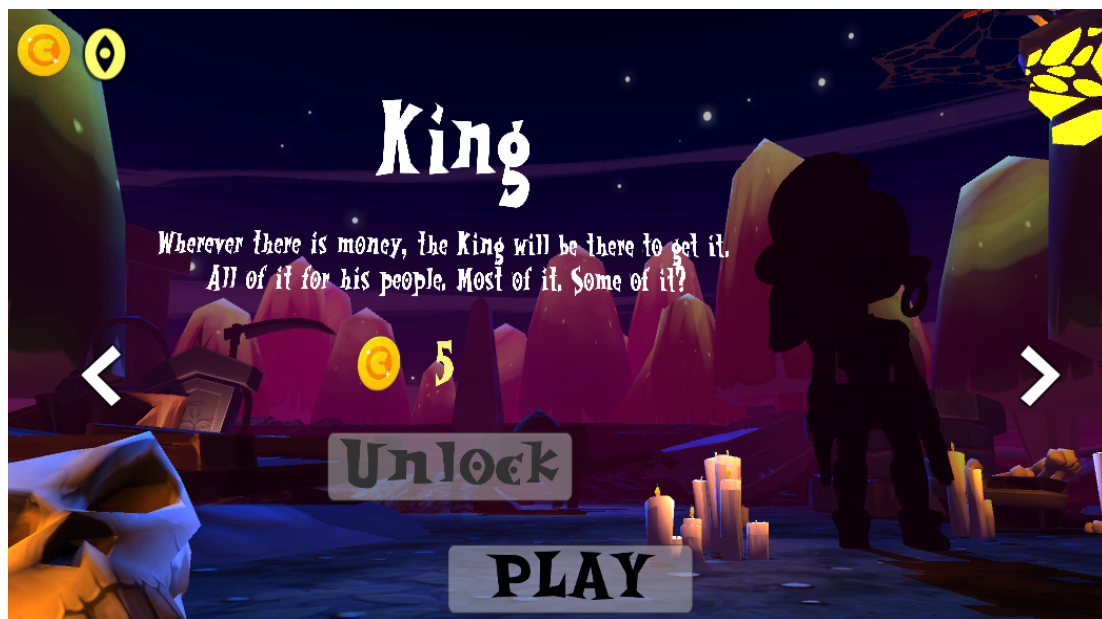 0
King
Wherever there is money, the King will be there to get it.
All of it for his people. Most of it. Some of it?
5
Unlock
PLAY